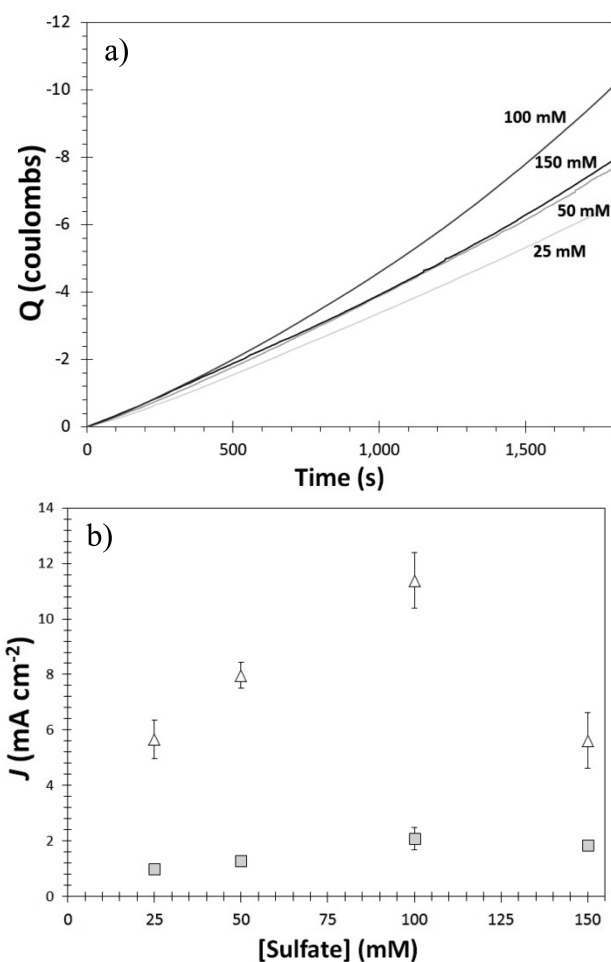 a)
-12
-10
-8
-6
-4
-2
0
Q (coulombs)
100 mM
150 mM
50 mM
25 mM
0 500 1,000 1,500
Time (s)
b)
14
12
10
8
6
4
2
0
J (mA cm-2)
0 25 50 75 100 125 150
[Sulfate] (mM)